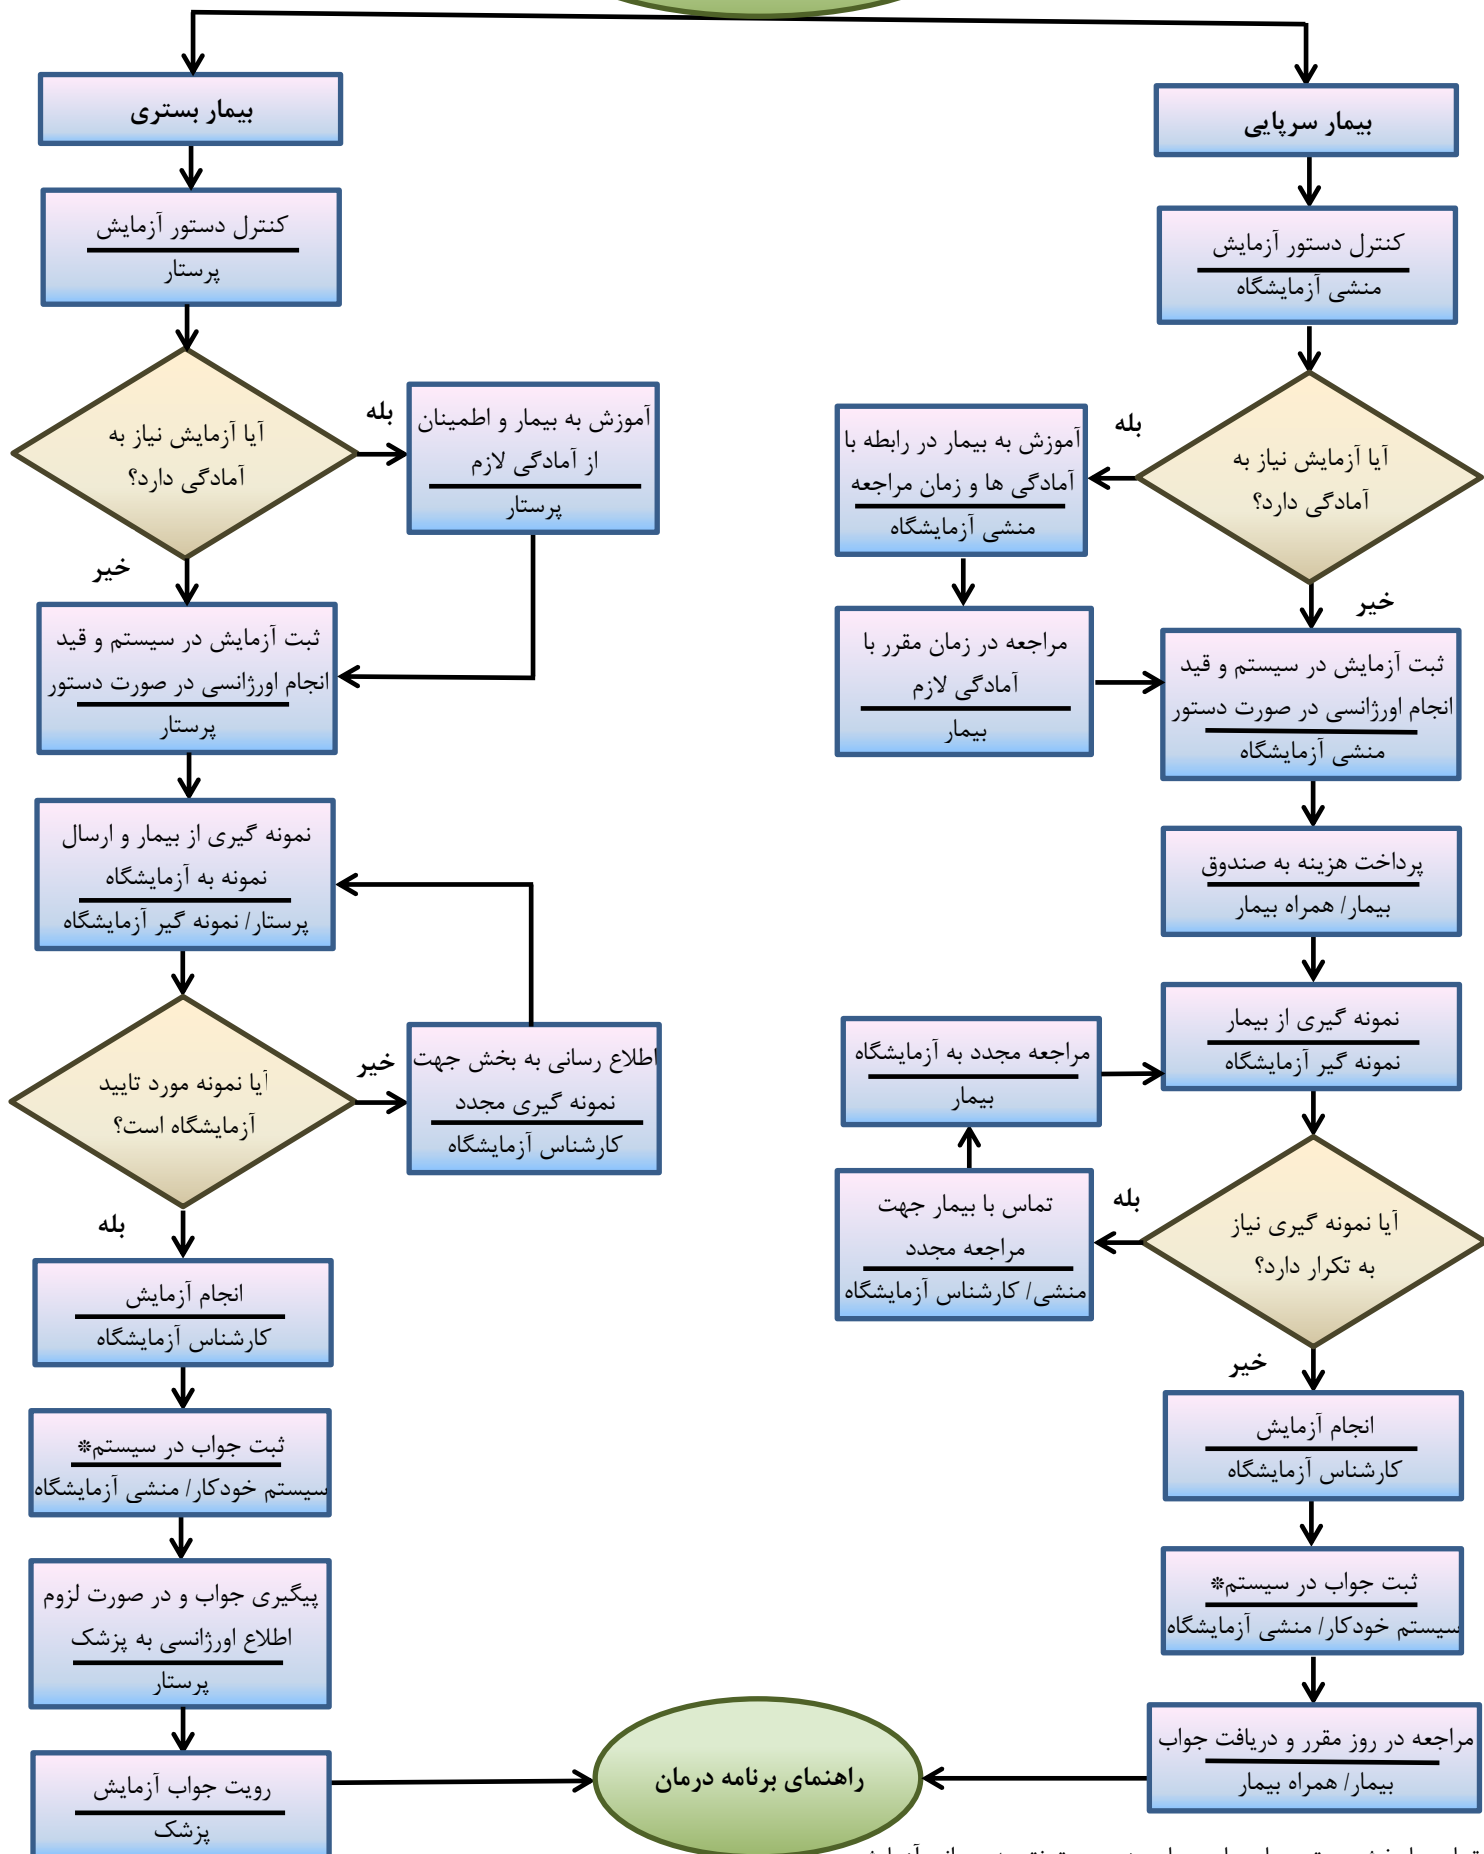 بیمار سرپایی
کنترل دستور آزمایش
منشی آزمایشگاه
آیا آزمایش نیاز به
آمادگی دارد؟
بله
آموزش به بیمار در رابطه با
آمادگی ها و زمان مراجعه
منشی آزمایشگاه
مراجعه در زمان مقرر با
آمادگی لازم
بیمار
خیر
ثبت آزمایش در سیستم و قید
انجام اورژانسی در صورت دستور
منشی آزمایشگاه
پرداخت هزینه به صندوق
بیمار/ همراه بیمار
نمونه گیری از بیمار
نمونه گیر آزمایشگاه
آیا نمونه گیری نیاز
به تکرار دارد؟
بله
تماس با بیمار جهت
مراجعه مجدد
منشی/ کارشناس آزمایشگاه
مراجعه مجدد به آزمایشگاه
بیمار
خیر
انجام آزمایش
کارشناس آزمایشگاه
ثبت جواب در سیستم*
سیستم خودکار/ منشی آزمایشگاه
مراجعه در روز مقرر و دریافت جواب
بیمار/ همراه بیمار
بیمار بستری
کنترل دستور آزمایش
پرستار
آیا آزمایش نیاز به
آمادگی دارد؟
بله
آموزش به بیمار و اطمینان
از آمادگی لازم
پرستار
خیر
ثبت آزمایش در سیستم و قید
انجام اورژانسی در صورت دستور
پرستار
نمونه گیری از بیمار و ارسال
نمونه به آزمایشگاه
پرستار/ نمونه گیر آزمایشگاه
آیا نمونه مورد تایید
آزمایشگاه است؟
خیر
اطلاع رسانی به بخش جهت
نمونه گیری مجدد
کارشناس آزمایشگاه
بله
انجام آزمایش
کارشناس آزمایشگاه
ثبت جواب در سیستم*
سیستم خودکار/ منشی آزمایشگاه
پیگیری جواب و در صورت لزوم
اطلاع اورژانسی به پزشک
پرستار
رویت جواب آزمایش
پزشک
راهنمای برنامه درمان